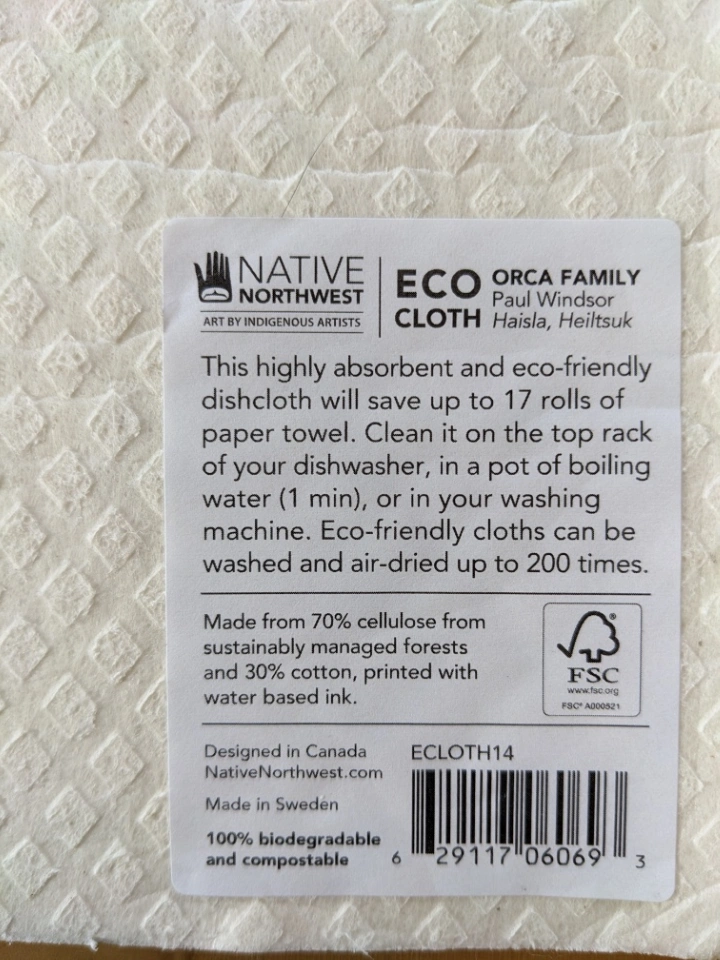 NATIVE
NORTHWEST
ART BY INDIGENOUS ARTISTS
ECO
CLOTH
ORCA FAMILY
Paul Windsor
Haisla, Heiltsuk
This highly absorbent and eco-friendly
dishcloth will save up to 17 rolls of
paper towel. Clean it on the top rack
of your dishwasher, in a pot of boiling
water (1 min), or in your washing
machine. Eco-friendly cloths can be
washed and air-dried up to 200 times.
Made from 70% cellulose from
sustainably managed forests
and 30% cotton, printed with
water based ink.
®
FSC
www.fsc.org
FSC® A000521
Designed in Canada
NativeNorthwest.com
Made in Sweden
100% biodegradable
and compostable
ECLOTH14
6 29117 06069 3